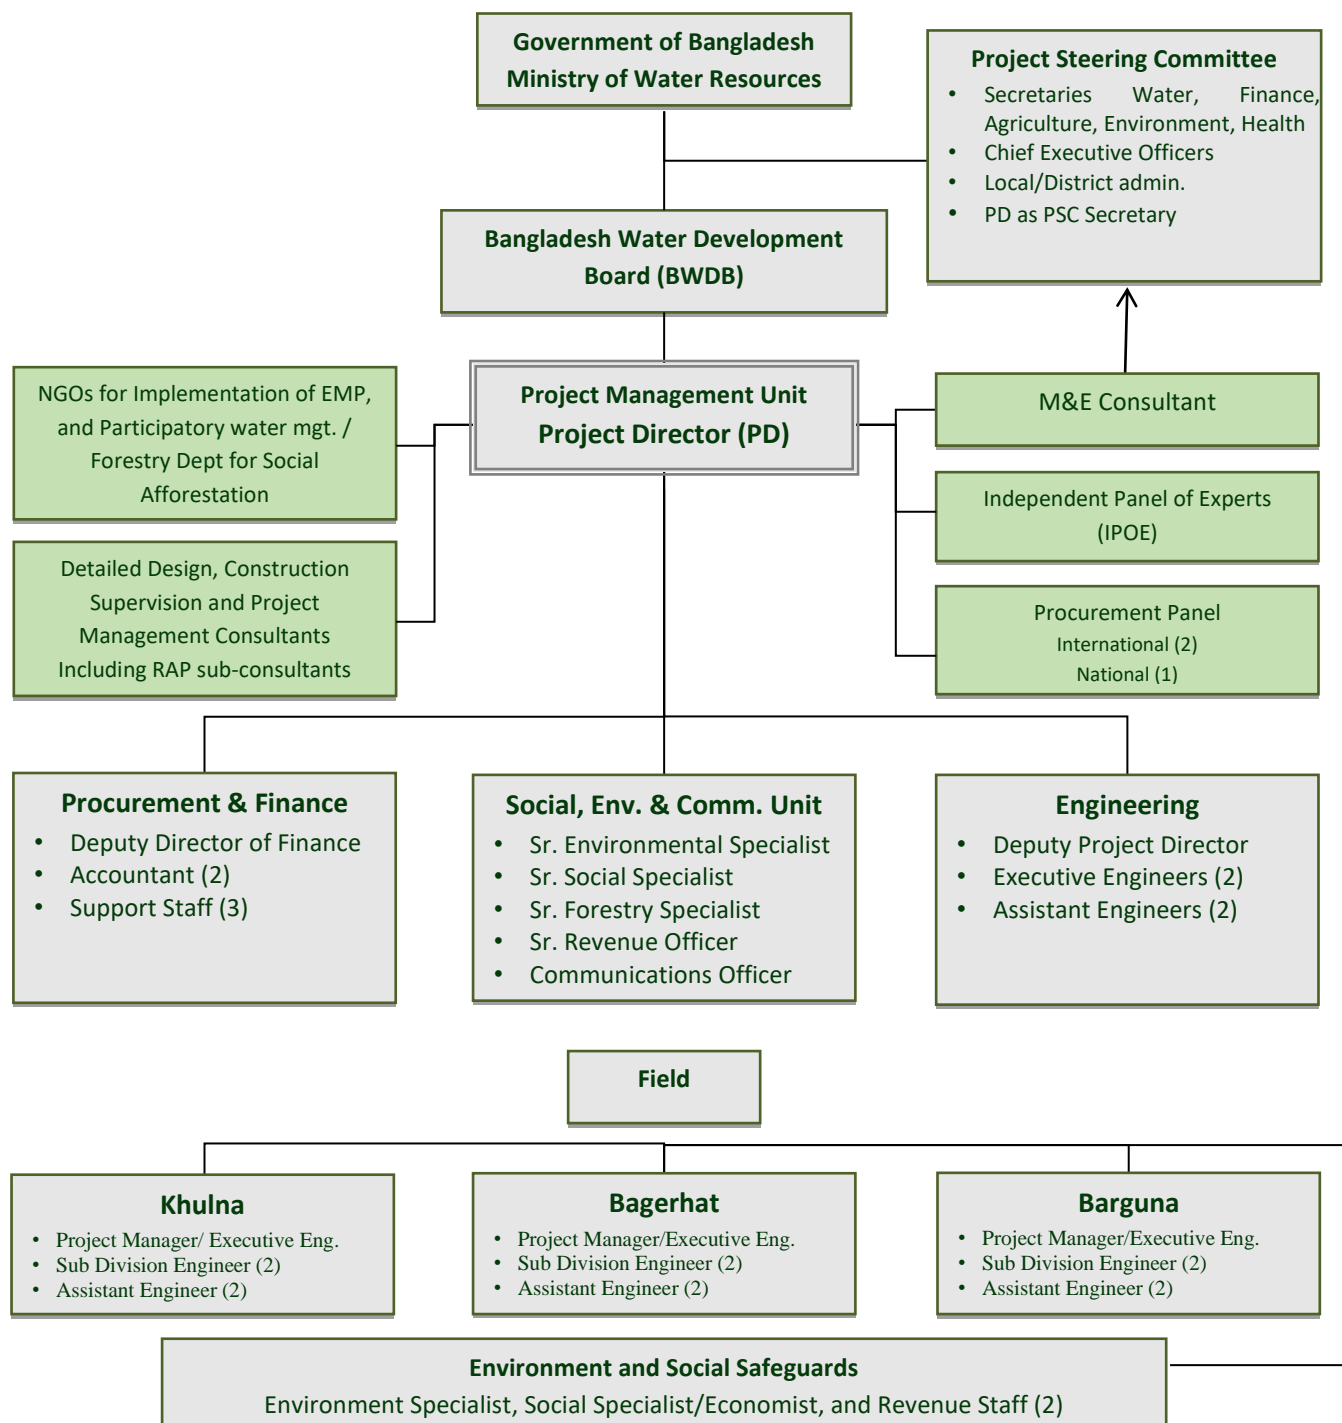 Government of Bangladesh
Ministry of Water Resources
Project Steering Committee
• Secretaries Water, Finance,
Agriculture, Environment, Health
• Chief Executive Officers
• Local/District admin.
• PD as PSC Secretary
Bangladesh Water Development
Board (BWDB)
NGOs for Implementation of EMP,
and Participatory water mgt. /
Forestry Dept for Social
Afforestation
Project Management Unit
Project Director (PD)
M&E Consultant
Independent Panel of Experts
(IPOE)
Detailed Design, Construction
Supervision and Project
Management Consultants
Including RAP sub-consultants
Procurement Panel
International (2)
National (1)
Procurement & Finance
• Deputy Director of Finance
• Accountant (2)
• Support Staff (3)
Social, Env. & Comm. Unit
• Sr. Environmental Specialist
• Sr. Social Specialist
• Sr. Forestry Specialist
• Sr. Revenue Officer
• Communications Officer
Engineering
• Deputy Project Director
• Executive Engineers (2)
• Assistant Engineers (2)
Field
Khulna
• Project Manager/ Executive Eng.
• Sub Division Engineer (2)
• Assistant Engineer (2)
Bagerhat
• Project Manager/Executive Eng.
• Sub Division Engineer (2)
• Assistant Engineer (2)
Barguna
• Project Manager/Executive Eng.
• Sub Division Engineer (2)
• Assistant Engineer (2)
Environment and Social Safeguards
Environment Specialist, Social Specialist/Economist, and Revenue Staff (2)